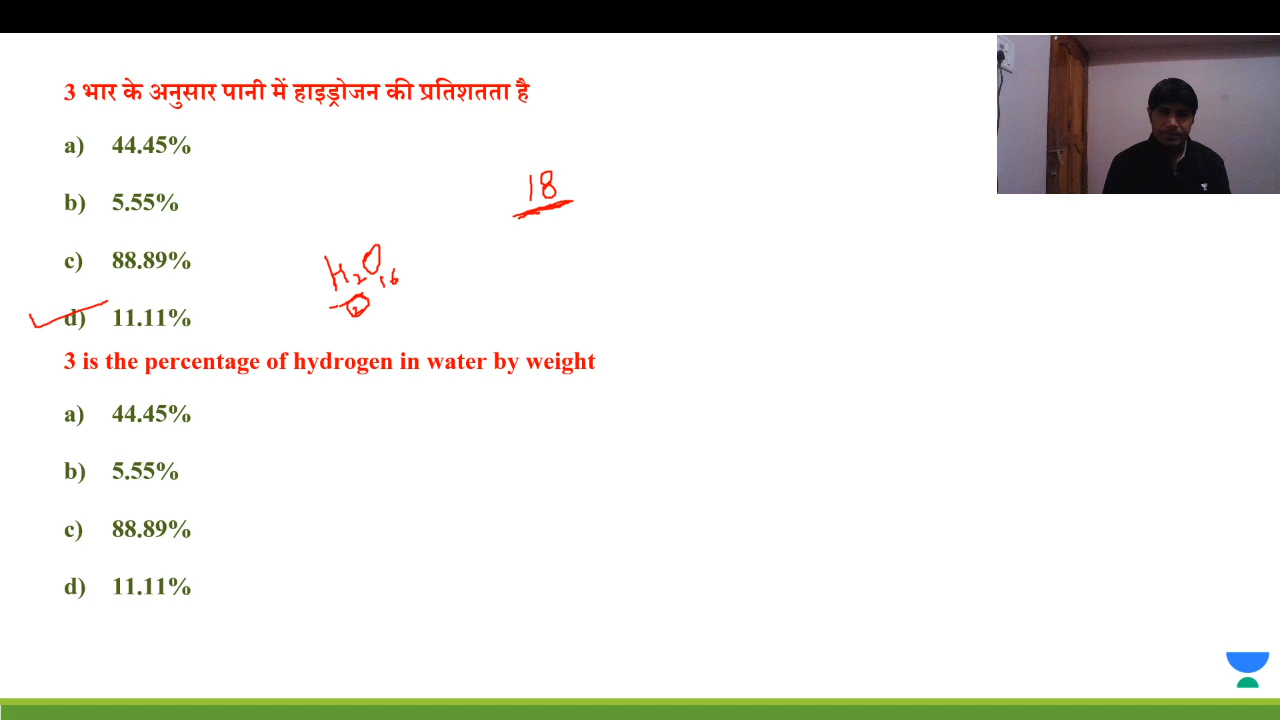 3 भार के अनुसार पानी में हाइड्रोजन की प्रतिशतता है
a) 44.45%
b) 5.55%
18
c) 88.89%
H2O16
d) 11.11%
2
3 is the percentage of hydrogen in water by weight
a) 44.45%
b) 5.55%
c) 88.89%
d) 11.11%